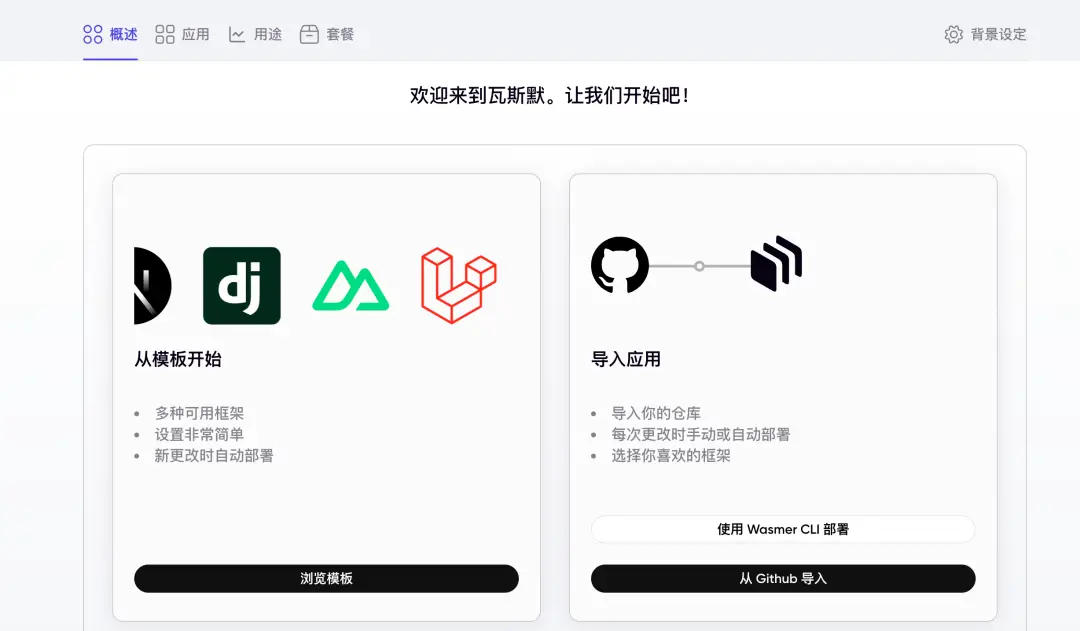 概述
应用
用途
套餐
背景设定
欢迎来到瓦斯默。让我们开始吧！
dj
从模板开始
多种可用框架
设置非常简单
新更改时自动部署
浏览模板
导入应用
导入你的仓库
每次更改时手动或自动部署
选择你喜欢的框架
使用 Wasmer CLI 部署
从 Github 导入